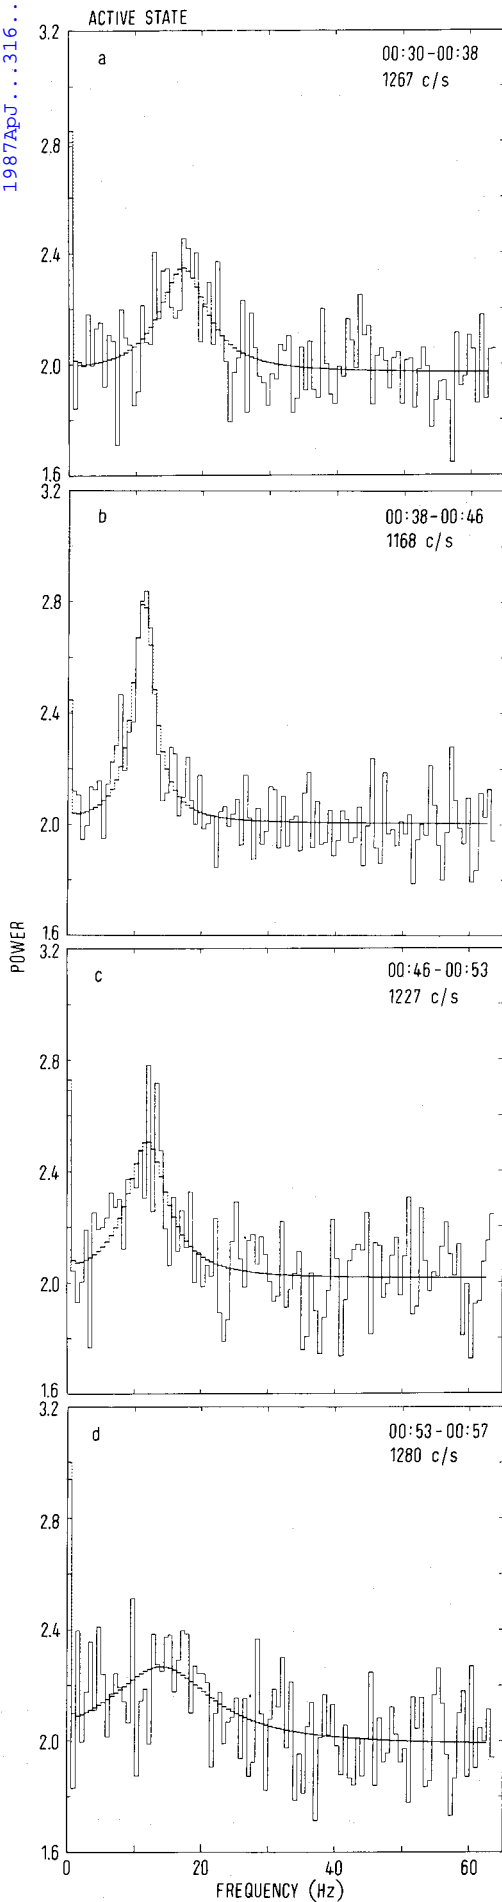 1987ApJ...316..
ACTIVE STATE
3.2
a
00:30-00:38
1267 c/s
2.8
2.4
2.0
1.6
3.2
b
00:38-00:46
1168 c/s
2.8
2.4
2.0
1.6
POWER
3.2
c
00:46-00:53
1227 c/s
2.8
2.4
2.0
1.6
3.2
d
00:53-00:57
1280 c/s
2.8
2.4
2.0
1.6
0 20 40 60
FREQUENCY (Hz)